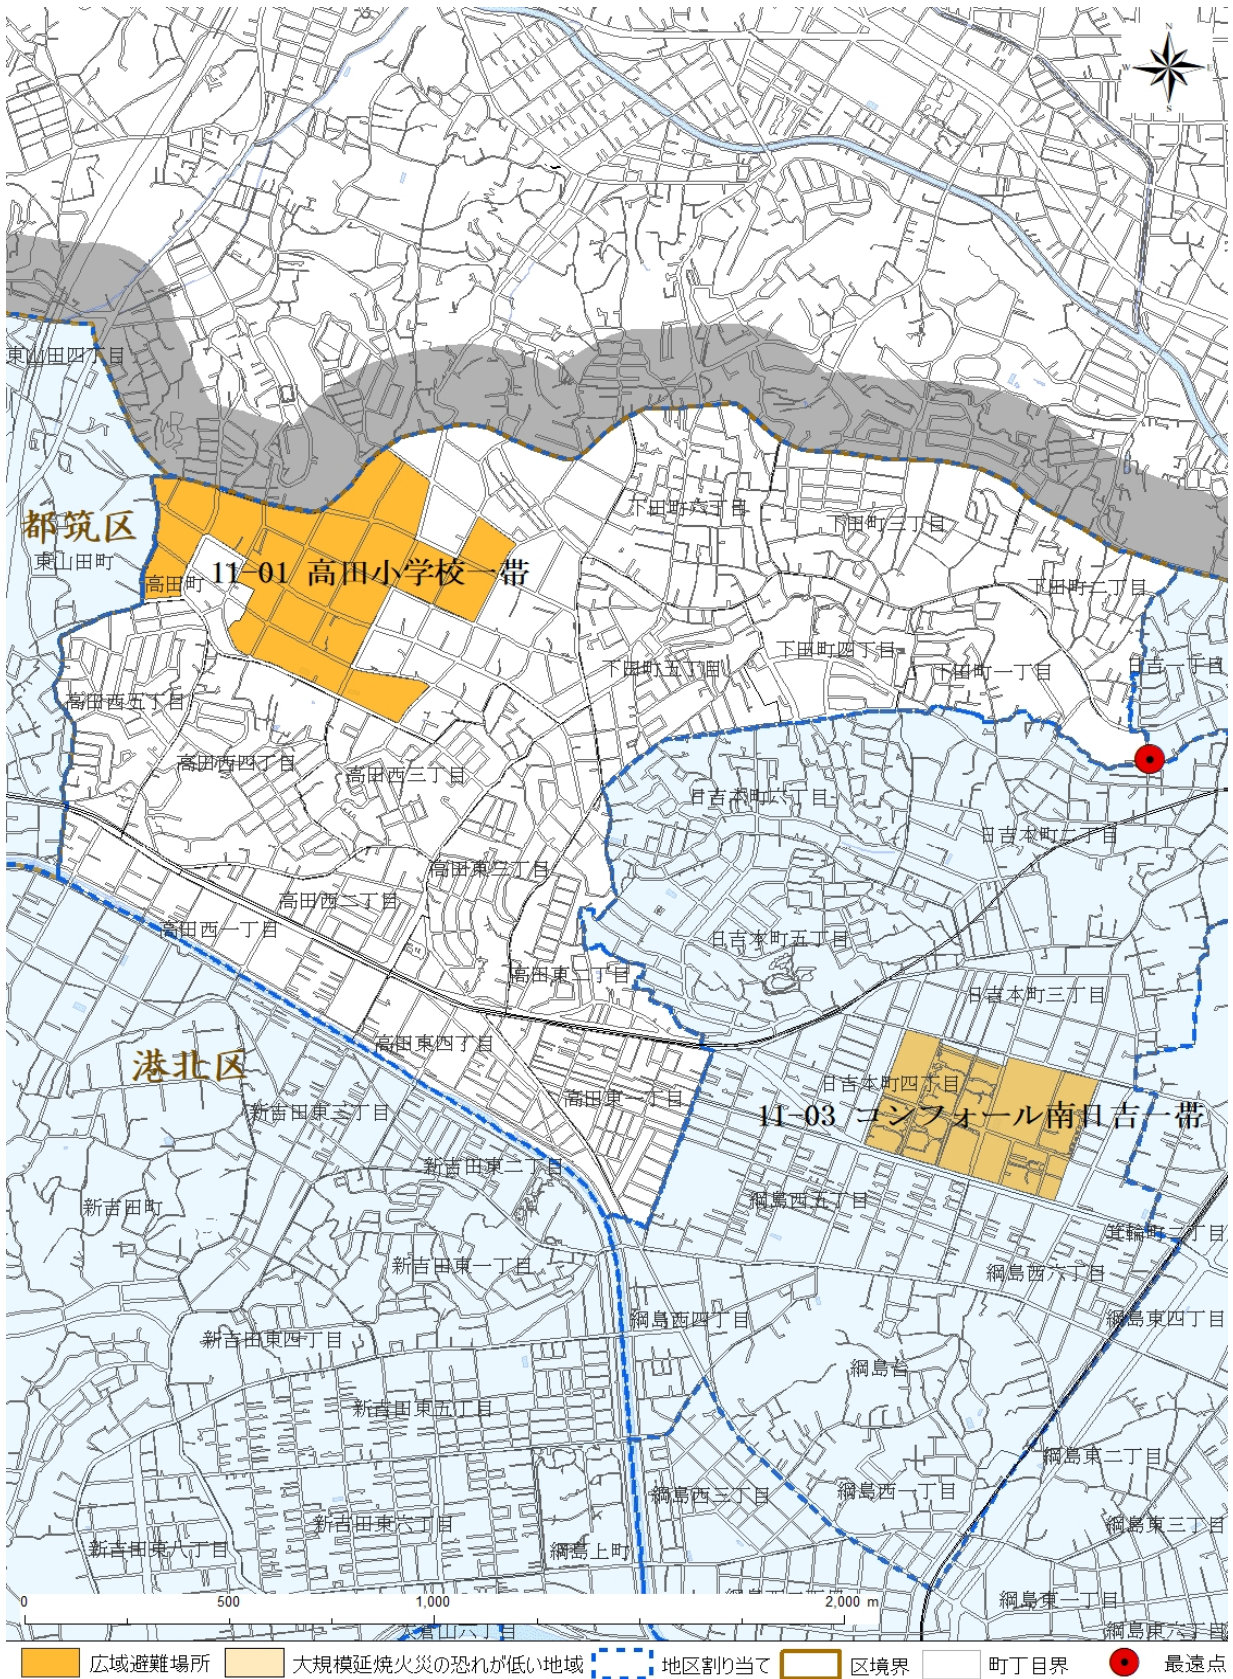 N
W E
S
東山田四丁目
都筑区
東山田町
高田町
11-01 高田小学校一帯
下田町六丁目
下田町三丁目
下田町二丁目
下田町四丁目
下田町五丁目
下田町一丁目
日吉一丁目
高田西五丁目
高田西四丁目
高田西三丁目
日吉本町六丁目
日吉本町二丁目
高田東三丁目
高田西二丁目
高田西一丁目
日吉本町五丁目
高田東二丁目
日吉本町三丁目
高田東四丁目
港北区
日吉本町四丁目
高田東一丁目
新吉田東三丁目
11-03 コンフォール南日吉一帯
新吉田東二丁目
新吉田町
綱島西五丁目
箕輪町三丁目
新吉田東一丁目
綱島西六丁目
綱島西四丁目
綱島東四丁目
新吉田東四丁目
綱島台
新吉田東五丁目
綱島東二丁目
綱島西三丁目
綱島西一丁目
新吉田東六丁目
綱島東三丁目
新吉田東八丁目
綱島上町
綱島東一丁目
0 500 1,000 2,000 m
大倉山六丁目
綱島東六丁目
広域避難場所 大規模延焼火災の恐れが低い地域 地区割り当て 区境界 町丁目界 最遠点